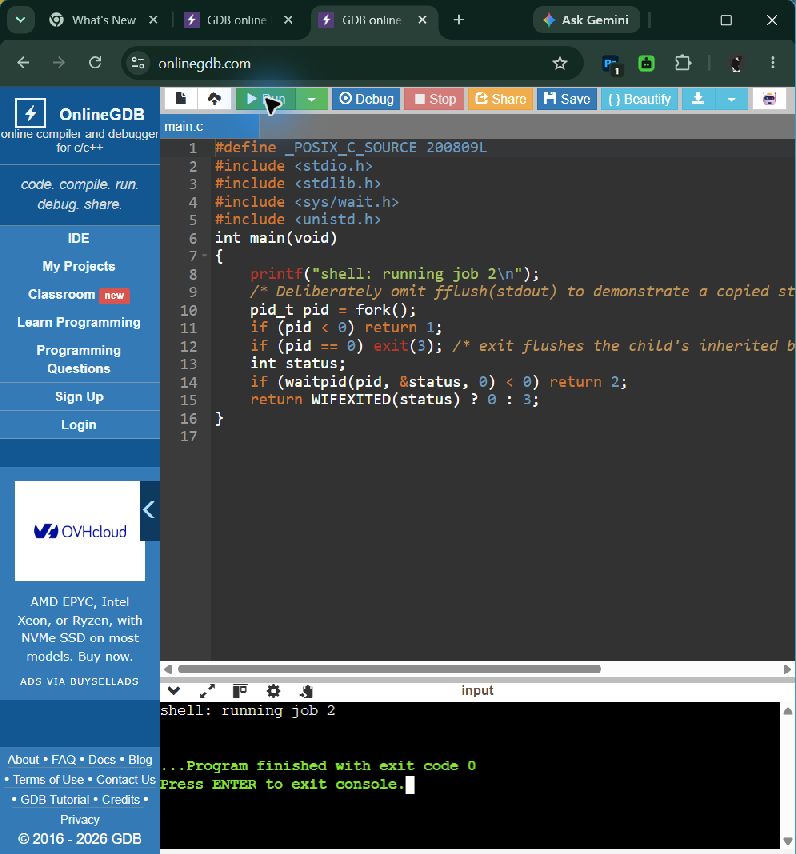 What's New
GDB online
GDB online
Ask Gemini
onlinegdb.com
1
OnlineGDB
online compiler and debugger
for c/c++
code. compile. run.
debug. share.
IDE
My Projects
Classroom new
Learn Programming
Programming
Questions
Sign Up
Login
OVHcloud
AMD EPYC, Intel
Xeon, or Ryzen, with
NVMe SSD on most
models. Buy now.
ADS VIA BUYSELLADS
About • FAQ • Docs • Blog
• Terms of Use • Contact Us
• GDB Tutorial • Credits •
Privacy
© 2016 - 2026 GDB
Run Debug Stop Share Save { } Beautify
main.c
1 #define _POSIX_C_SOURCE 200809L
2 #include <stdio.h>
3 #include <stdlib.h>
4 #include <sys/wait.h>
5 #include <unistd.h>
6 int main(void)
7 {
8 printf("shell: running job 2\n");
9 /* Deliberately omit fflush(stdout) to demonstrate a copied st
10 pid_t pid = fork();
11 if (pid < 0) return 1;
12 if (pid == 0) exit(3); /* exit flushes the child's inherited b
13 int status;
14 if (waitpid(pid, &status, 0) < 0) return 2;
15 return WIFEXITED(status) ? 0 : 3;
16 }
17
input
shell: running job 2
...Program finished with exit code 0
Press ENTER to exit console.